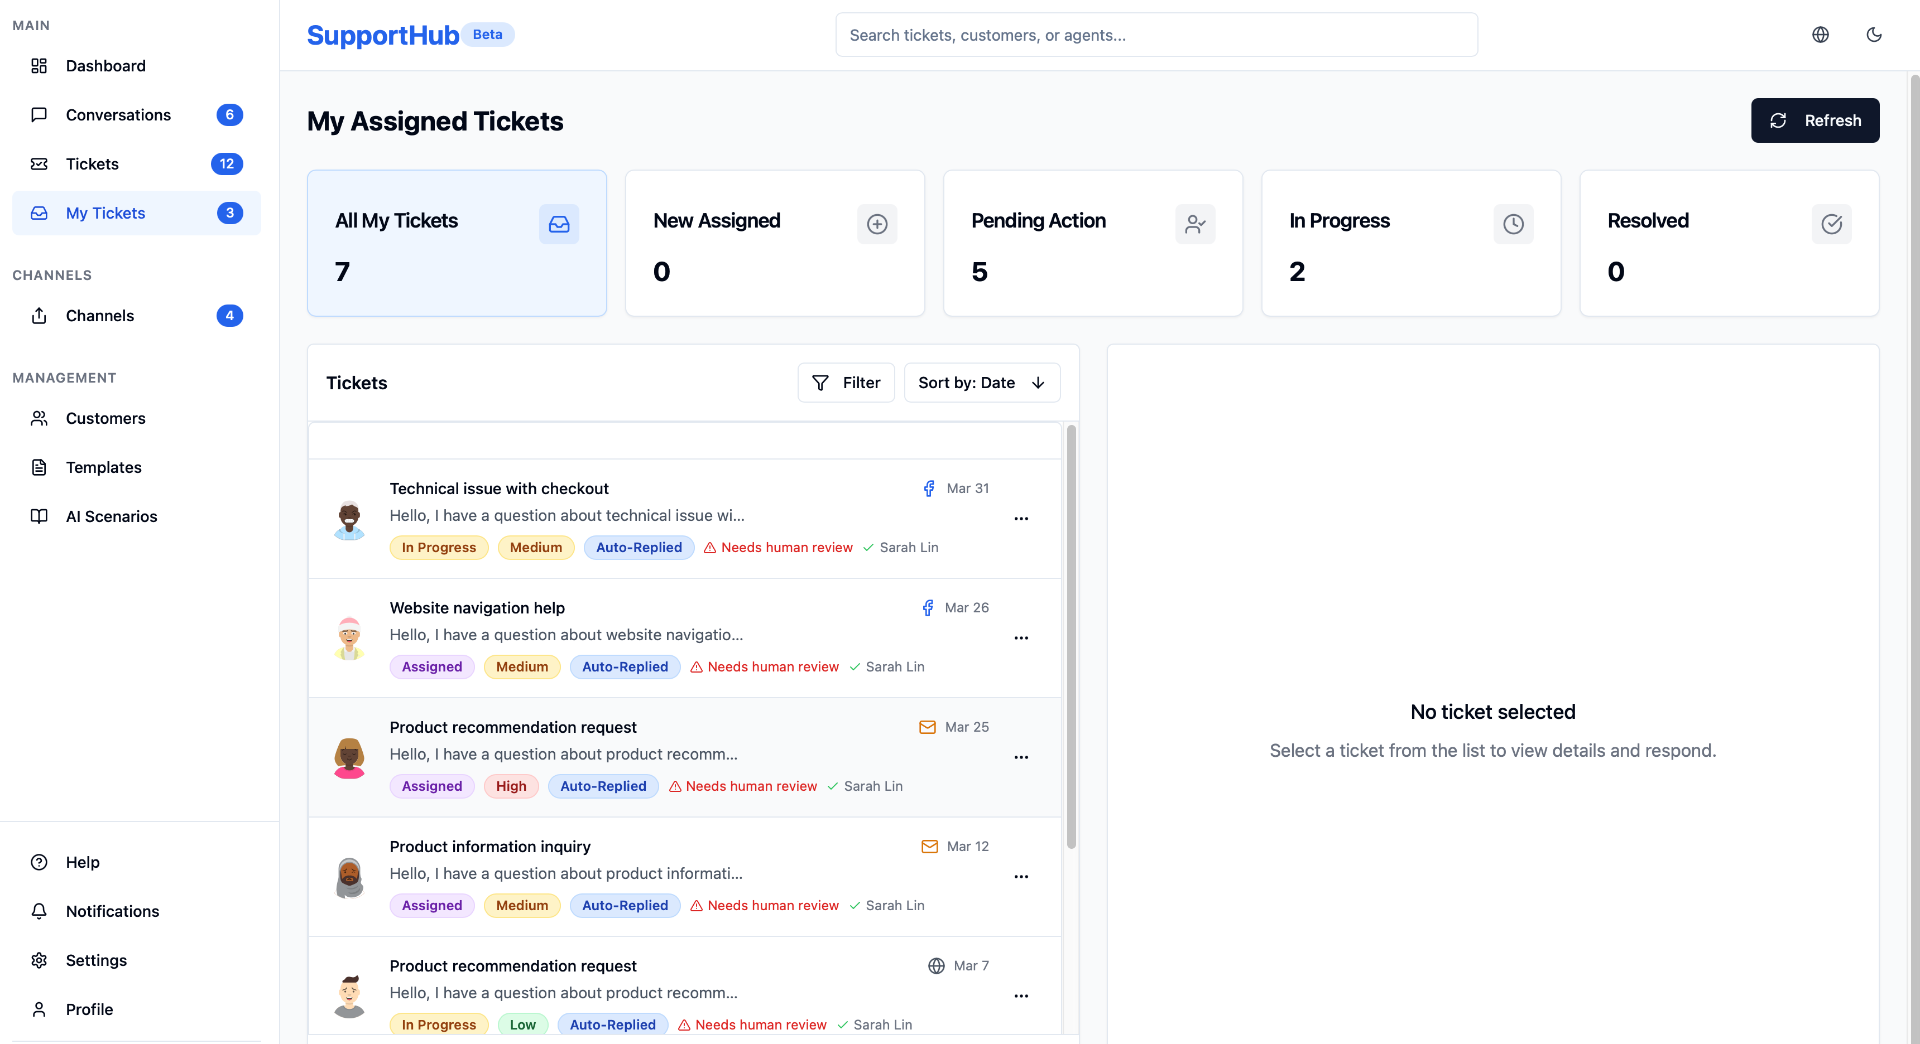 MAIN
Dashboard
Conversations 6
Tickets 12
My Tickets 3
CHANNELS
Channels 4
MANAGEMENT
Customers
Templates
AI Scenarios
Help
Notifications
Settings
Profile
SupportHub Beta
Search tickets, customers, or agents...
My Assigned Tickets
Refresh
All My Tickets
7
New Assigned
0
Pending Action
5
In Progress
2
Resolved
0
Tickets
Filter
Sort by: Date
Technical issue with checkout Mar 31
Hello, I have a question about technical issue wi...
In Progress Medium Auto-Replied Needs human review Sarah Lin
Website navigation help Mar 26
Hello, I have a question about website navigatio...
Assigned Medium Auto-Replied Needs human review Sarah Lin
Product recommendation request Mar 25
Hello, I have a question about product recomm...
Assigned High Auto-Replied Needs human review Sarah Lin
Product information inquiry Mar 12
Hello, I have a question about product informati...
Assigned Medium Auto-Replied Needs human review Sarah Lin
Product recommendation request Mar 7
Hello, I have a question about product recomm...
In Progress Low Auto-Replied Needs human review Sarah Lin
No ticket selected
Select a ticket from the list to view details and respond.